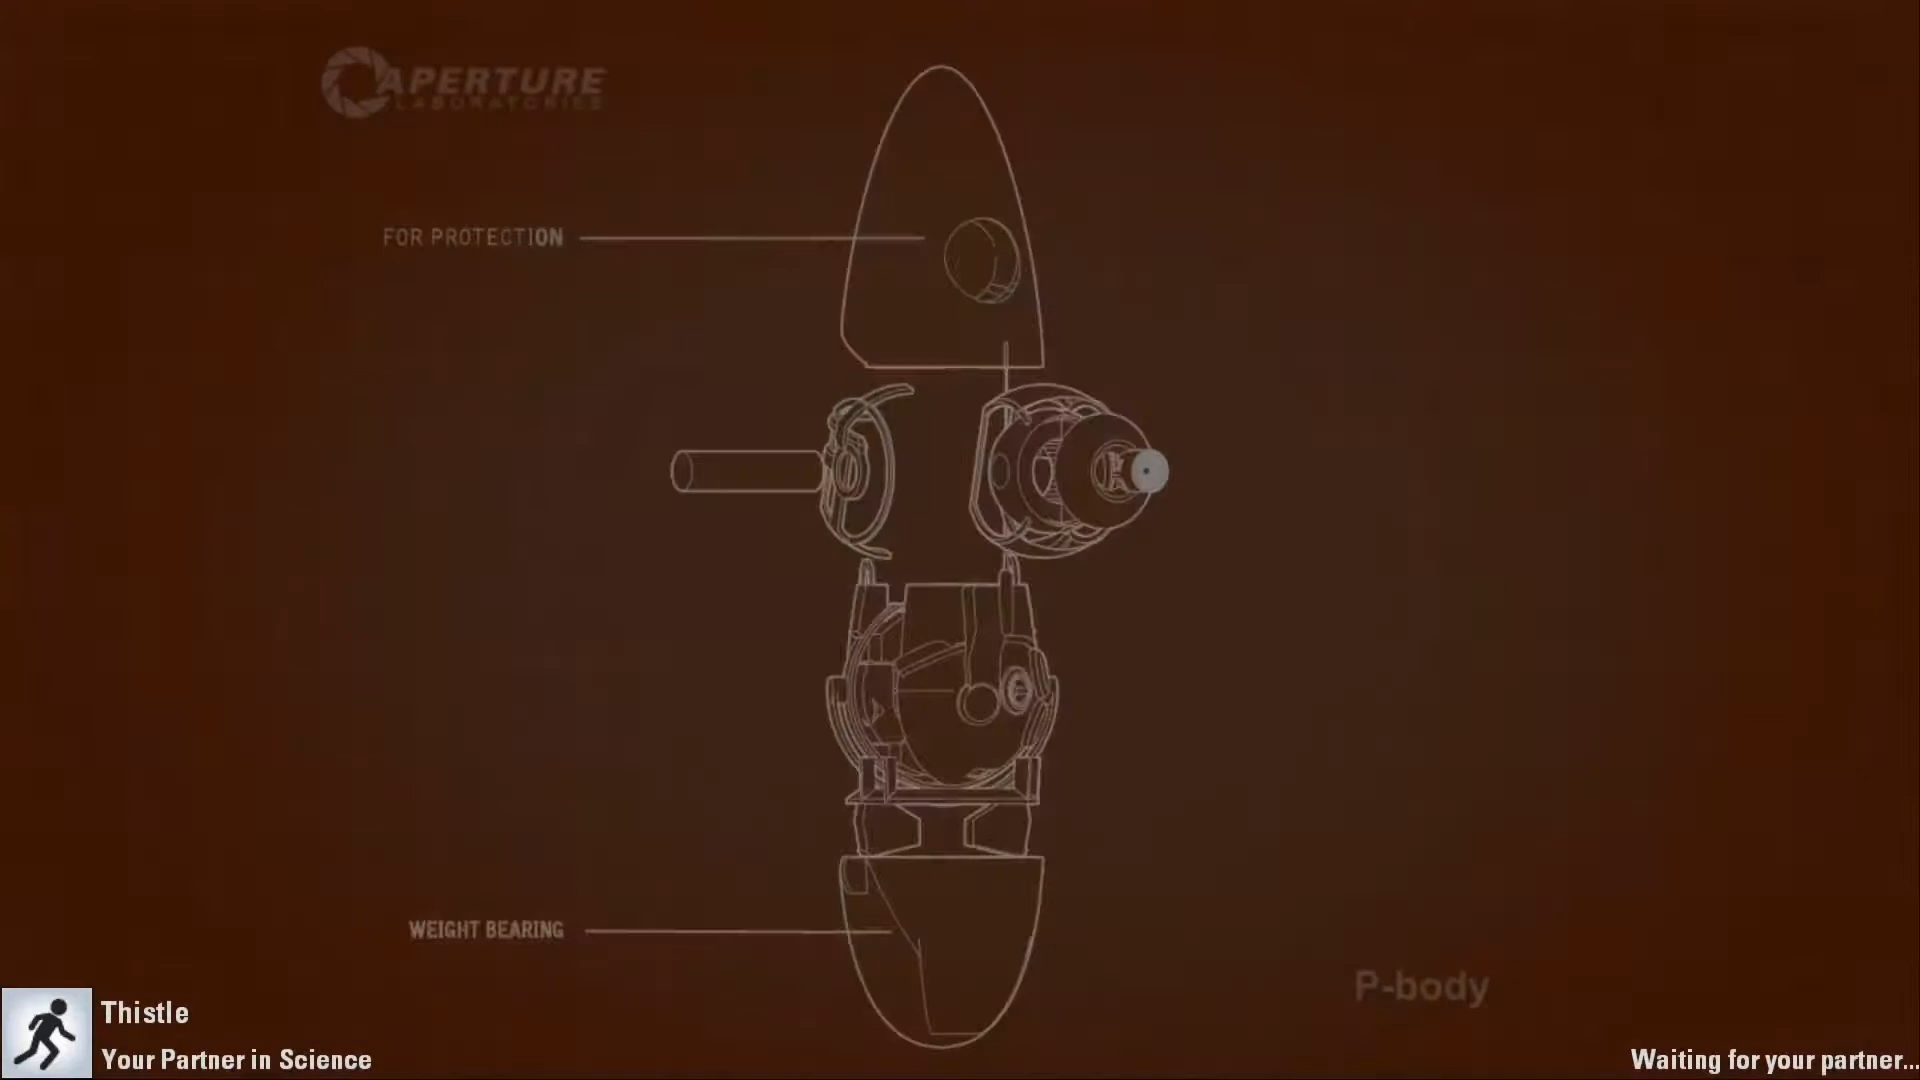 APERTURE
LABORATORIES
FOR PROTECTION
WEIGHT BEARING
P-body
Thistle
Your Partner in Science
Waiting for your partner...